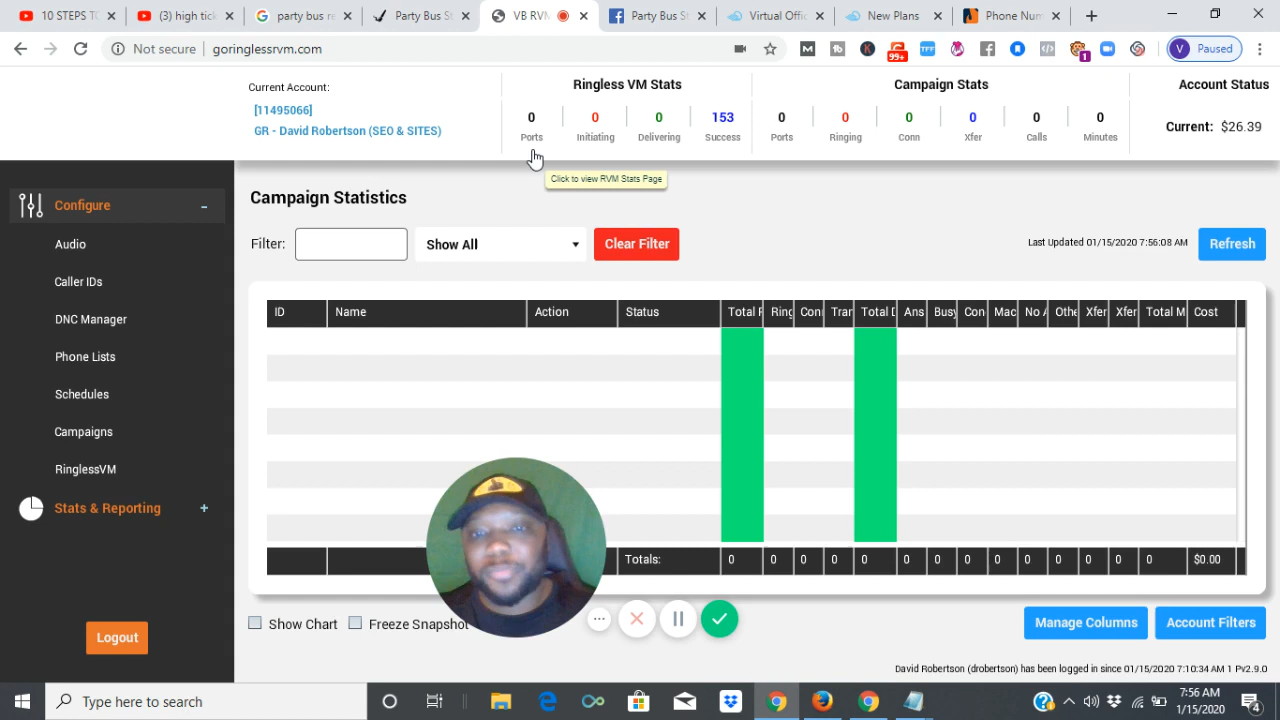 10 STEPS TO
(3) high tick
party bus re
Party Bus St
VB RVM
Party Bus St
Virtual Offi
New Plans
Phone Num
Not secure
goringlessrvm.com
99+
TFF
1
V
Paused
Current Account:
[11495066]
GR - David Robertson (SEO & SITES)
Ringless VM Stats
0 0 0 153
Ports Initiating Delivering Success
Campaign Stats
0 0 0 0 0 0
Ports Ringing Conn Xfer Calls Minutes
Account Status
Current: $26.39
Click to view RVM Stats Page
Configure -
Audio
Caller IDs
DNC Manager
Phone Lists
Schedules
Campaigns
RinglessVM
Stats & Reporting +
Logout
Campaign Statistics
Filter: Show All Clear Filter
Last Updated 01/15/2020 7:56:08 AM Refresh
ID Name Action Status Total Ring Con Tran Total Ans Busy Con Mac No Othe Xfer Xfer Total M Cost
Totals: 0 0 0 0 0 0 0 0 0 0 0 0 0 0 $0.00
Show Chart Freeze Snapshot
Manage Columns Account Filters
David Robertson (drobertson) has been logged in since 01/15/2020 7:10:34 AM 1 Pv2.9.0
Type here to search
7:56 AM
1/15/2020
4